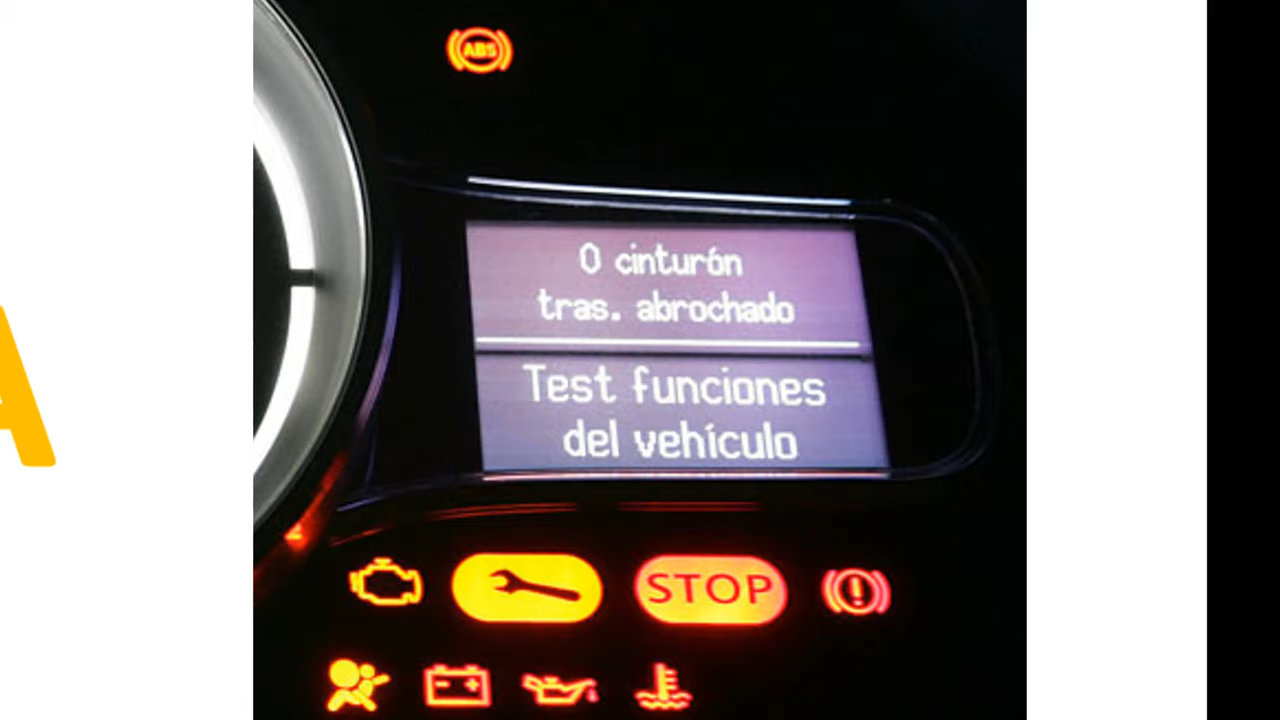 ABS
0 cinturón
tras. abrochado
Test funciones
del vehículo
STOP
A